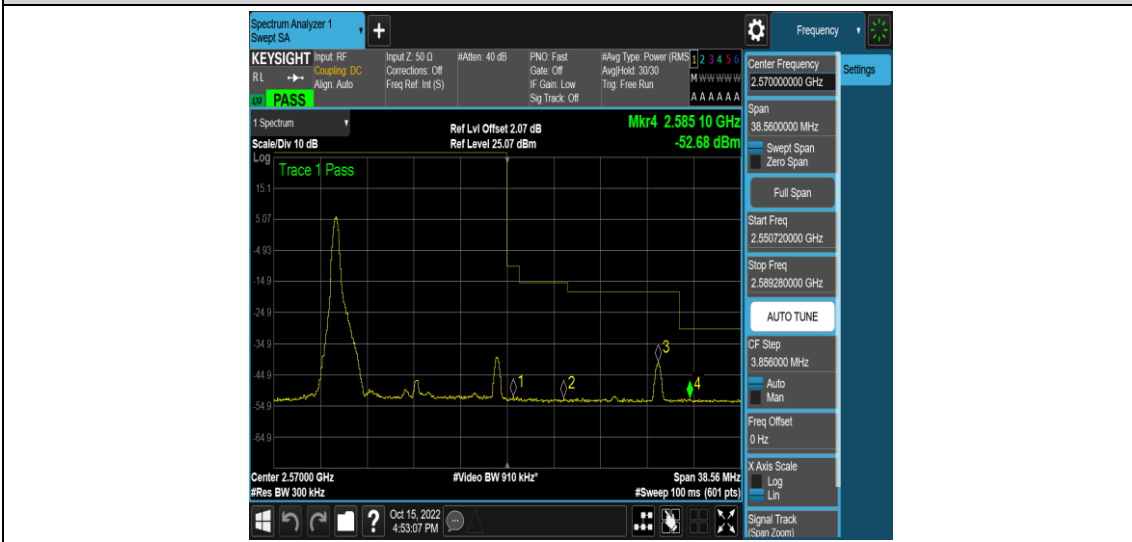 Spectrum Analyzer 1
Swept SA
+
Frequency
KEYSIGHT
RL
PASS
Input: RF
Coupling: DC
Align: Auto
Input Z: 50 Ω
Corrections: Off
Freq Ref: Int (S)
#Atten: 40 dB
PNO: Fast
Gate: Off
IF Gain: Low
Sig Track: Off
#Avg Type: Power (RMS
Avg|Hold: 30/30
Trig: Free Run
1 2 3 4 5 6
M W W W W W
A A A A A A
1 Spectrum
Scale/Div 10 dB
Ref Lvl Offset 2.07 dB
Ref Level 25.07 dBm
Mkr4 2.585 10 GHz
-52.68 dBm
Log
Trace 1 Pass
15.1
5.07
-4.93
-14.9
-24.9
-34.9
-44.9
-54.9
-64.9
1
2
3
4
Center 2.57000 GHz
#Res BW 300 kHz
#Video BW 910 kHz*
Span 38.56 MHz
#Sweep 100 ms (601 pts)
Center Frequency
2.570000000 GHz
Settings
Span
38.5600000 MHz
Swept Span
Zero Span
Full Span
Start Freq
2.550720000 GHz
Stop Freq
2.589280000 GHz
AUTO TUNE
CF Step
3.856000 MHz
Auto
Man
Freq Offset
0 Hz
X Axis Scale
Log
Lin
Signal Track
(Span Zoom)
?
Oct 15, 2022
4:53:07 PM